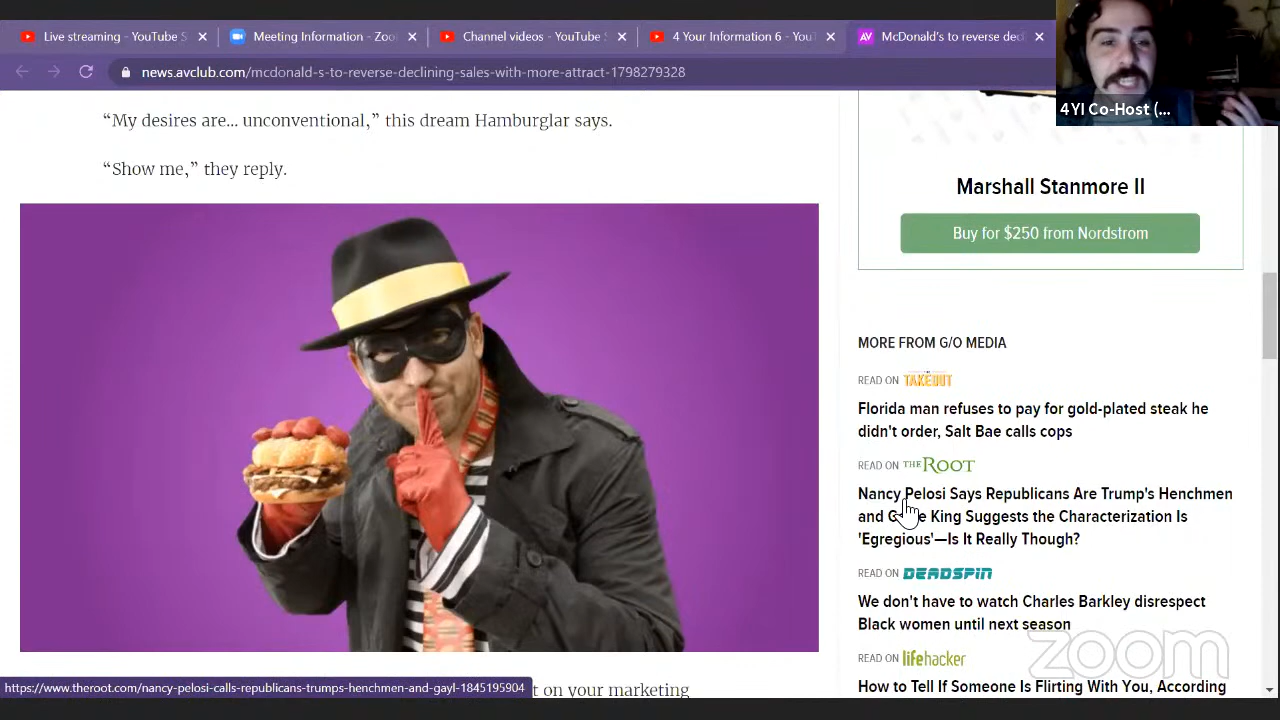 Live streaming - YouTube S
Meeting Information - Zoo
Channel videos - YouTube S
4 Your Information 6 - YouT
McDonald's to reverse decl
news.avclub.com/mcdonald-s-to-reverse-declining-sales-with-more-attract-1798279328
4 YI Co-Host (...
“My desires are... unconventional,” this dream Hamburglar says.
“Show me,” they reply.
Marshall Stanmore II
Buy for $250 from Nordstrom
MORE FROM G/O MEDIA
READ ON THE TAKEOUT
Florida man refuses to pay for gold-plated steak he
didn't order, Salt Bae calls cops
READ ON THE ROOT
Nancy Pelosi Says Republicans Are Trump's Henchmen
and King Suggests the Characterization Is
'Egregious'—Is It Really Though?
READ ON DEADSPIN
We don't have to watch Charles Barkley disrespect
Black women until next season
READ ON lifehacker
How to Tell If Someone Is Flirting With You, According
zoom
on your marketing
https://www.theroot.com/nancy-pelosi-calls-republicans-trumps-henchmen-and-gayl-1845195904